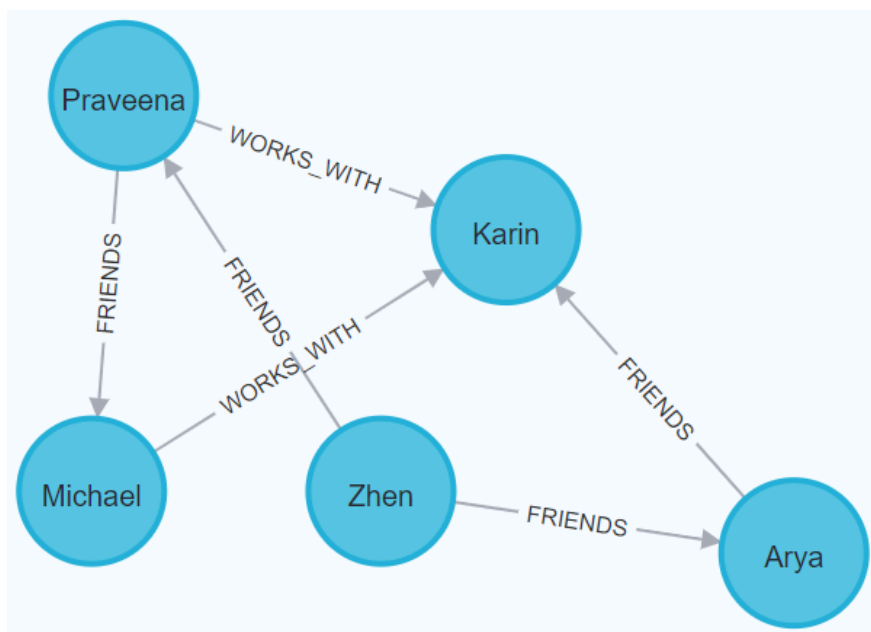 Praveena
WORKS_WITH
Karin
FRIENDS
FRIENDS
WORKS_WITH
FRIENDS
Michael
Zhen
FRIENDS
Arya